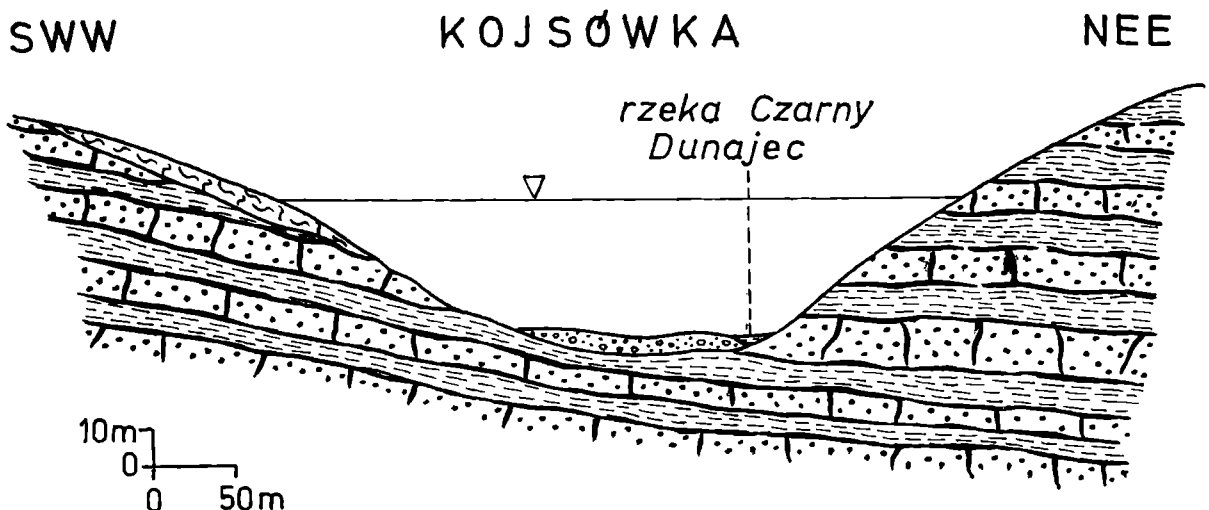 SWW KOJSÓWKA NEE
rzeka Czarny
Dunajec
10m
0
0 50m